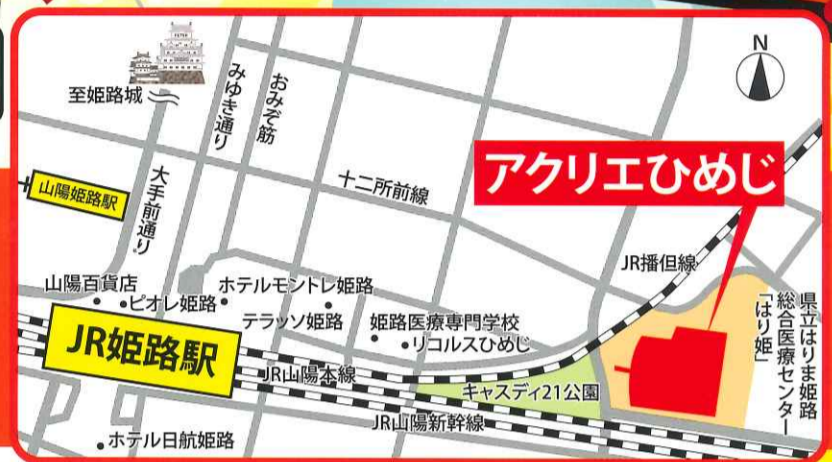 至姫路城
みゆき通り
おみぞ筋
N
アクリエひめじ
山陽姫路駅
大手前通り
十二所前線
JR播但線
県立はりま姫路
総合医療センター
「はり姫」
山陽百貨店
ピオレ姫路
ホテルモントレ姫路
テラッソ姫路
姫路医療専門学校
リコルスひめじ
JR姫路駅
JR山陽本線
キャスティ21公園
JR山陽新幹線
ホテル日航姫路